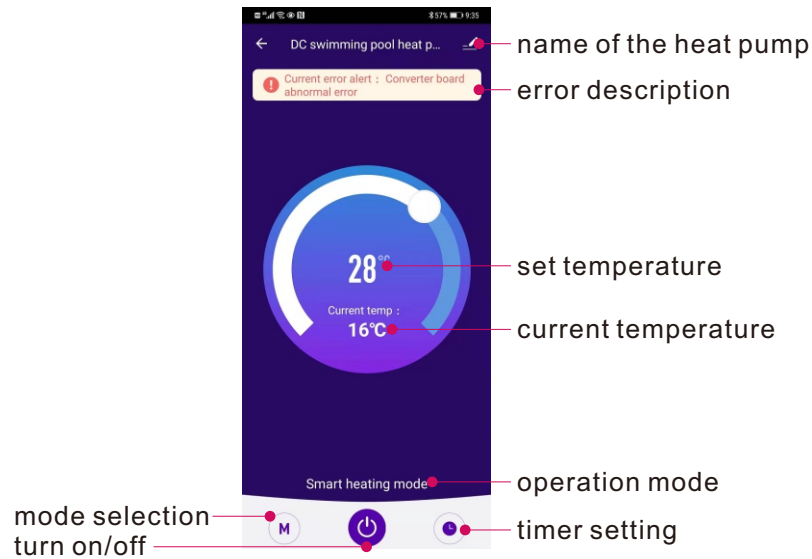 57% 9:35
DC swimming pool heat p...
name of the heat pump
Current error alert： Converter board
abnormal error
error description
28°C
set temperature
Current temp：
16℃
current temperature
Smart heating mode
operation mode
mode selection
M
timer setting
turn on/off